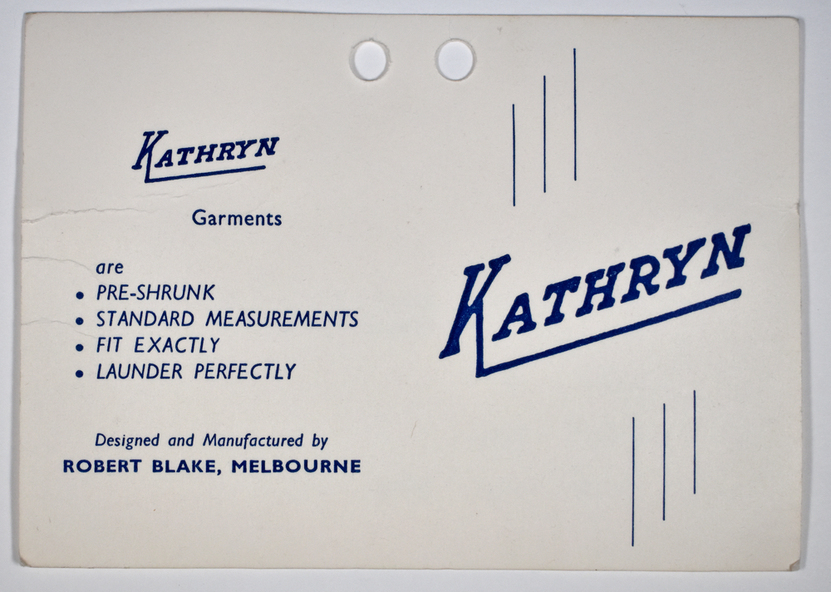 KATHRYN
Garments
are
• PRE-SHRUNK
• STANDARD MEASUREMENTS
• FIT EXACTLY
• LAUNDER PERFECTLY
Designed and Manufactured by
ROBERT BLAKE, MELBOURNE
KATHRYN